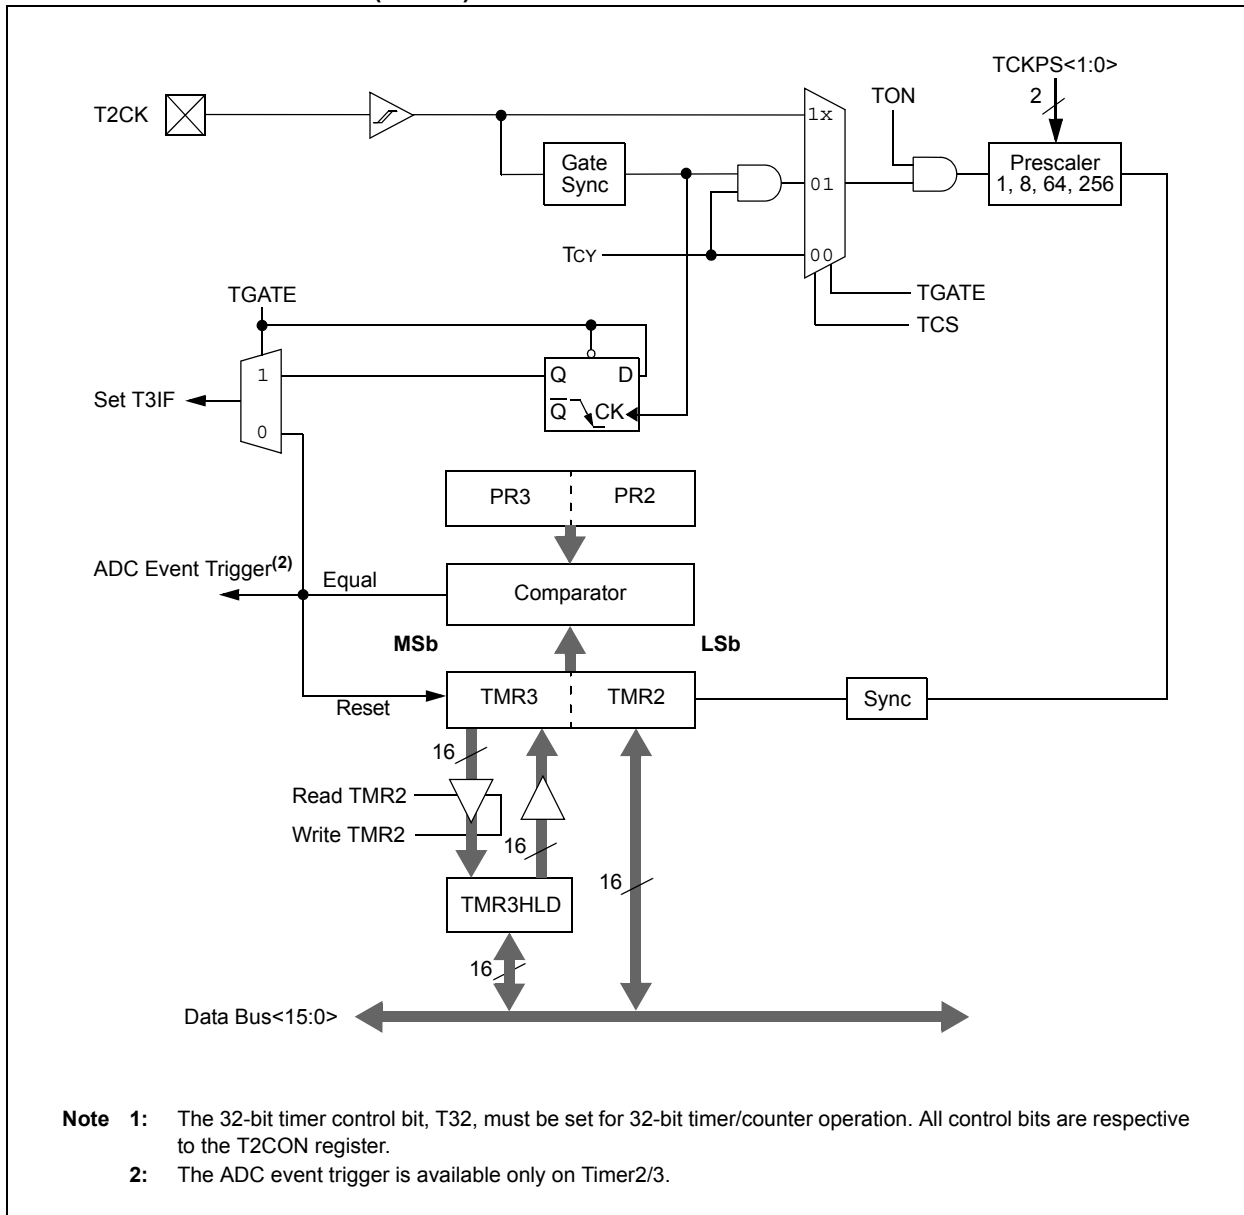 TCKPS<1:0>
2
TON
T2CK
1x
Gate
Sync
Prescaler
1, 8, 64, 256
01
TCY
00
TGATE
TCS
TGATE
1
Q
D
Set T3IF
Q
CK
0
PR3
PR2
ADC Event Trigger(2)
Equal
Comparator
MSb
LSb
TMR3
TMR2
Sync
Reset
16
Read TMR2
Write TMR2
16
16
TMR3HLD
16
Data Bus<15:0>
Note 1: The 32-bit timer control bit, T32, must be set for 32-bit timer/counter operation. All control bits are respective
to the T2CON register.
2: The ADC event trigger is available only on Timer2/3.